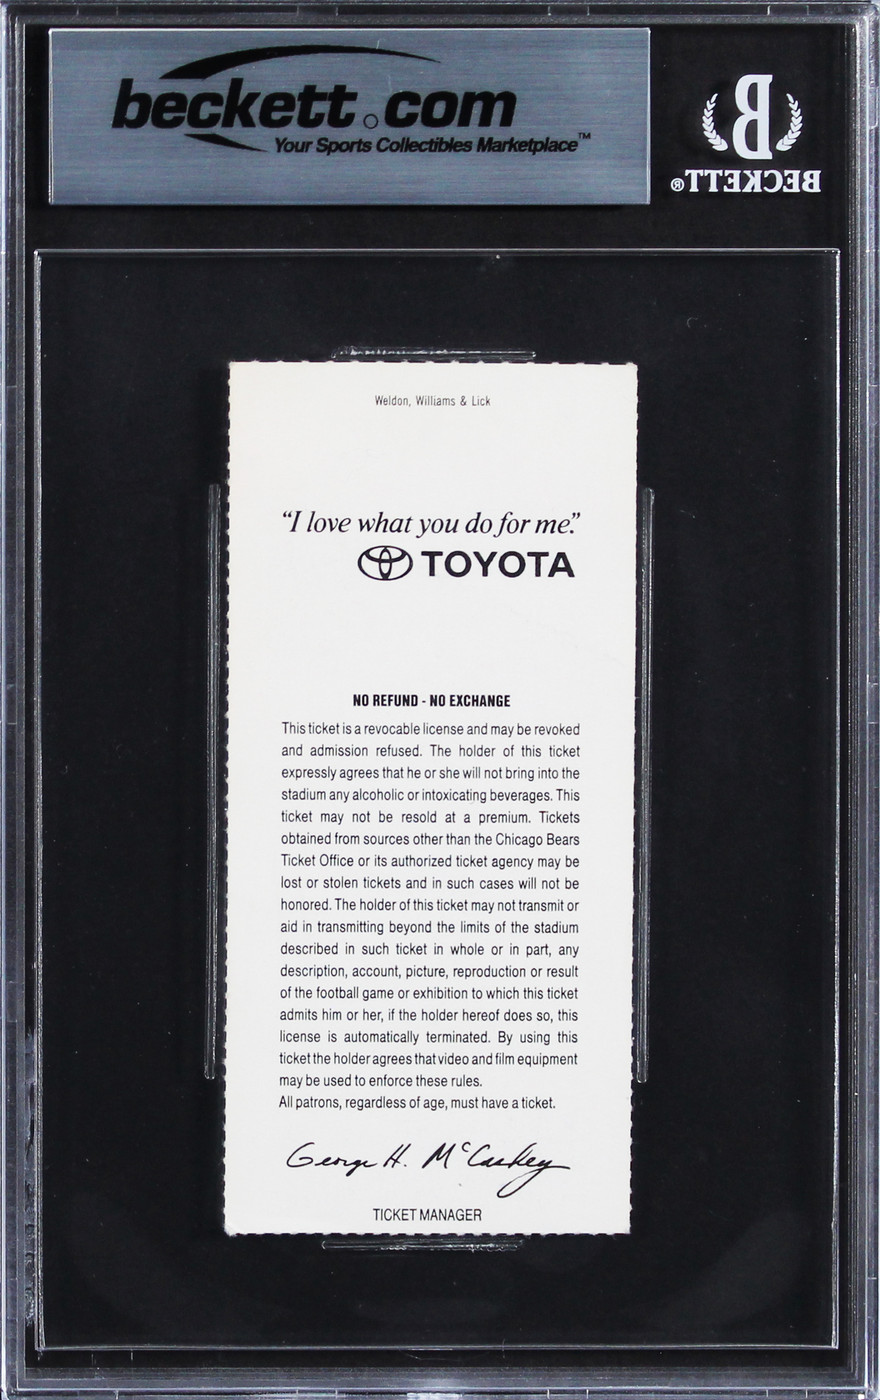 beckett.com
Your Sports Collectibles Marketplace™
B
BECKETT®
Weldon, Williams & Lick
“I love what you do for me.”
TOYOTA
NO REFUND - NO EXCHANGE
This ticket is a revocable license and may be revoked
and admission refused. The holder of this ticket
expressly agrees that he or she will not bring into the
stadium any alcoholic or intoxicating beverages. This
ticket may not be resold at a premium. Tickets
obtained from sources other than the Chicago Bears
Ticket Office or its authorized ticket agency may be
lost or stolen tickets and in such cases will not be
honored. The holder of this ticket may not transmit or
aid in transmitting beyond the limits of the stadium
described in such ticket in whole or in part, any
description, account, picture, reproduction or result
of the football game or exhibition to which this ticket
admits him or her, if the holder hereof does so, this
license is automatically terminated. By using this
ticket the holder agrees that video and film equipment
may be used to enforce these rules.
All patrons, regardless of age, must have a ticket.
George H. McCaskey
TICKET MANAGER